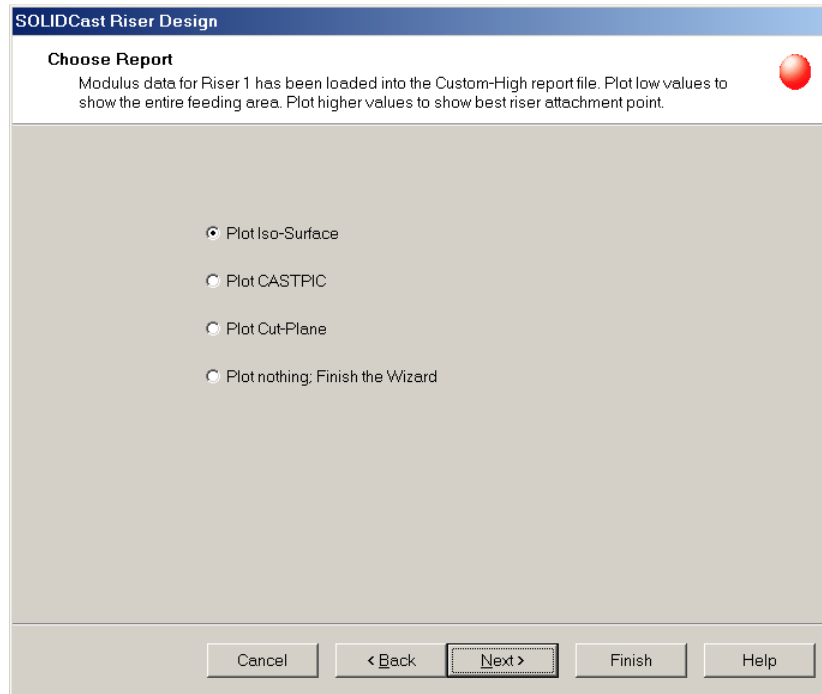 SOLIDCast Riser Design
Choose Report
Modulus data for Riser 1 has been loaded into the Custom-High report file. Plot low values to
show the entire feeding area. Plot higher values to show best riser attachment point.
Plot Iso-Surface
Plot CASTPIC
Plot Cut-Plane
Plot nothing; Finish the Wizard
Cancel < Back Next > Finish Help